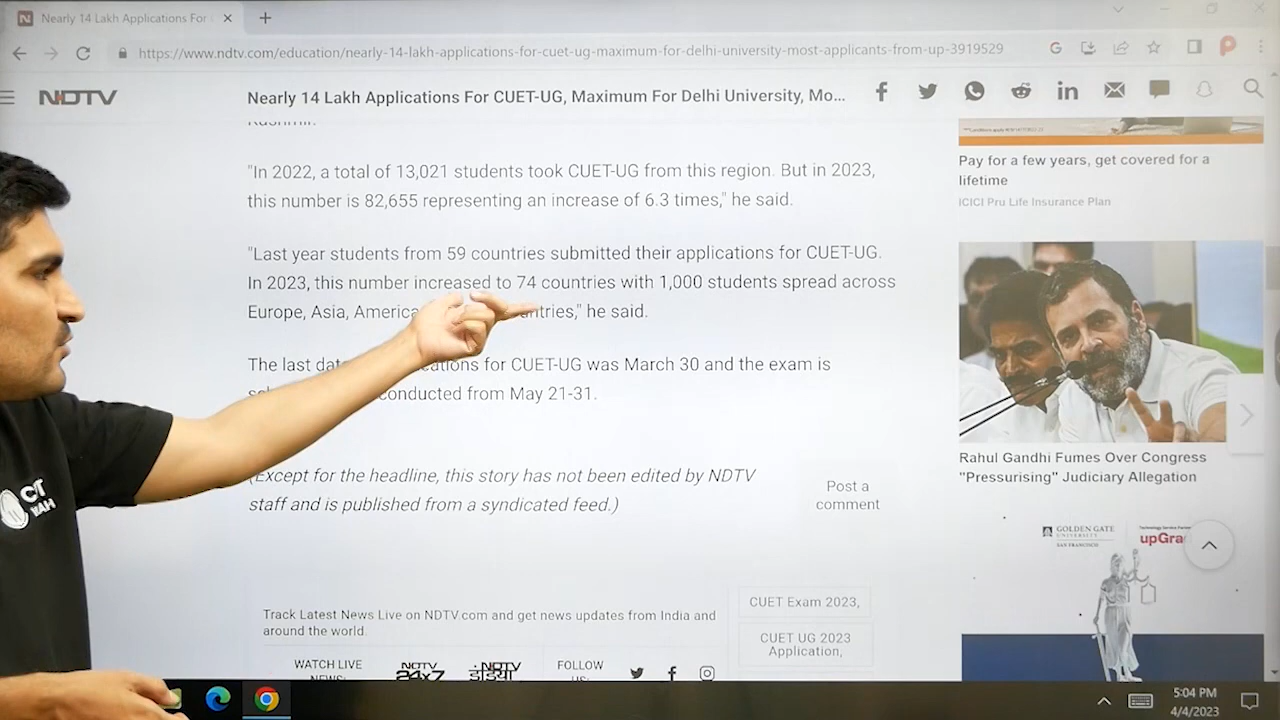 Nearly 14 Lakh Applications For
https://www.ndtv.com/education/nearly-14-lakh-applications-for-cuet-ug-maximum-for-delhi-university-most-applicants-from-up-3919529
NDTV
Nearly 14 Lakh Applications For CUET-UG, Maximum For Delhi University, Mo...
"In 2022, a total of 13,021 students took CUET-UG from this region. But in 2023,
this number is 82,655 representing an increase of 6.3 times," he said.
"Last year students from 59 countries submitted their applications for CUET-UG.
In 2023, this number increased to 74 countries with 1,000 students spread across
Europe, Asia, America ntries," he said.
The last dat cations for CUET-UG was March 30 and the exam is
conducted from May 21-31.
(Except for the headline, this story has not been edited by NDTV
staff and is published from a syndicated feed.)
Post a
comment
Track Latest News Live on NDTV.com and get news updates from India and
around the world
WATCH LIVE
NEWS:
NDTV
24x7
NDTV
इंडिया
FOLLOW
US:
CUET Exam 2023,
CUET UG 2023
Application,
Pay for a few years, get covered for a
lifetime
ICICI Pru Life Insurance Plan
Rahul Gandhi Fumes Over Congress
"Pressurising" Judiciary Allegation
GOLDEN GATE
UNIVERSITY
SAN FRANCISCO
upGra
5:04 PM
4/4/2023